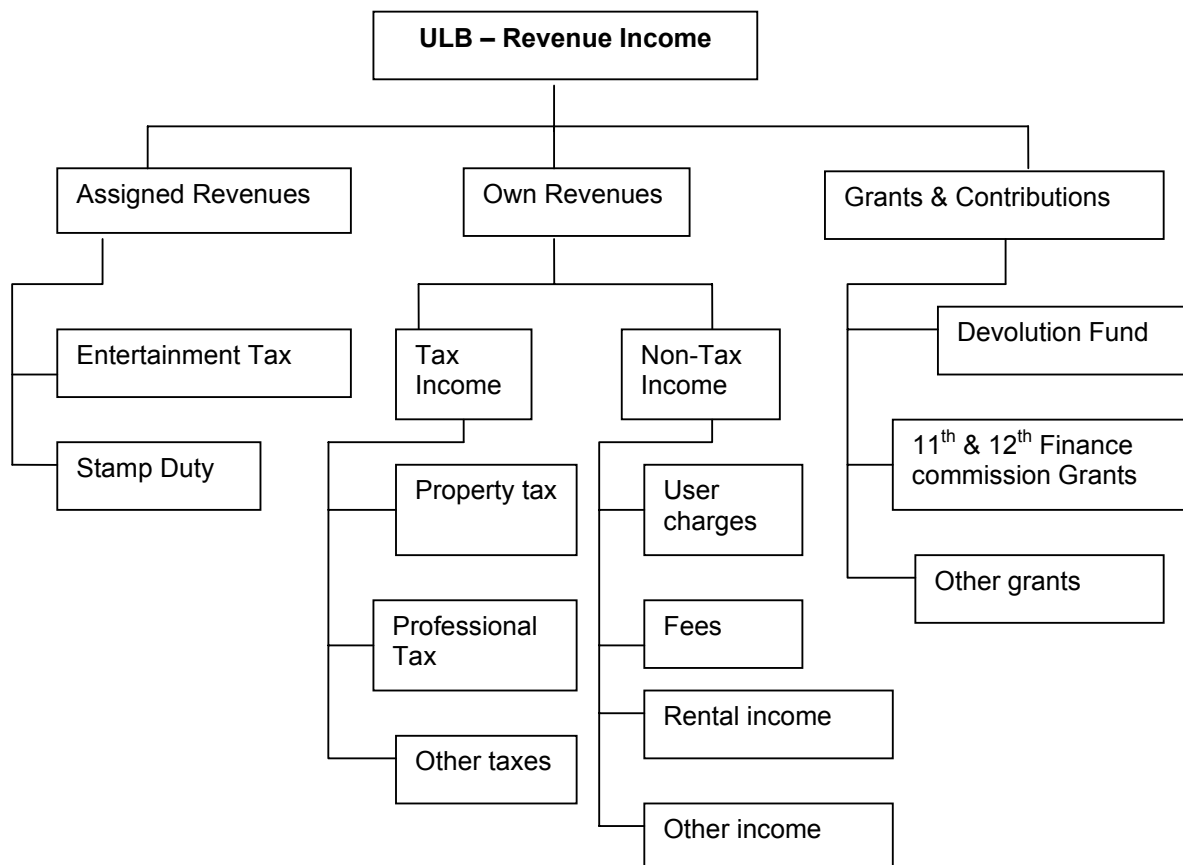 ULB – Revenue Income
Assigned Revenues
Own Revenues
Grants & Contributions
Entertainment Tax
Stamp Duty
Tax
Income
Non-Tax
Income
Property tax
Professional
Tax
Other taxes
User
charges
Fees
Rental income
Other income
Devolution Fund
11th & 12th Finance
commission Grants
Other grants